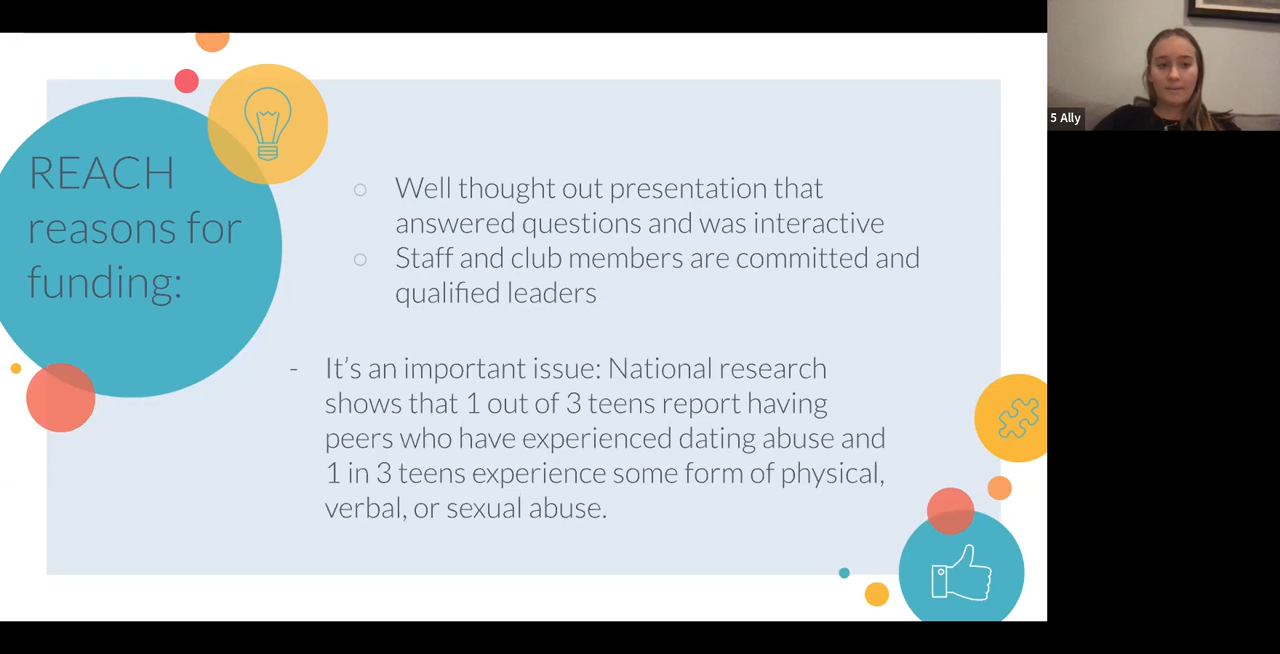 REACH
reasons for
funding:
○ Well thought out presentation that
answered questions and was interactive
○ Staff and club members are committed and
qualified leaders
- It’s an important issue: National research
shows that 1 out of 3 teens report having
peers who have experienced dating abuse and
1 in 3 teens experience some form of physical,
verbal, or sexual abuse.
5 Ally